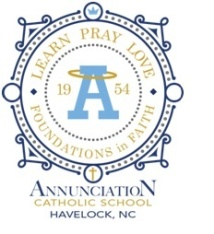 LEARN PRAY LOVE
19 A 54
FOUNDATIONS in FAITH
ANNUNCIATION
CATHOLIC SCHOOL
HAVELOCK, NC